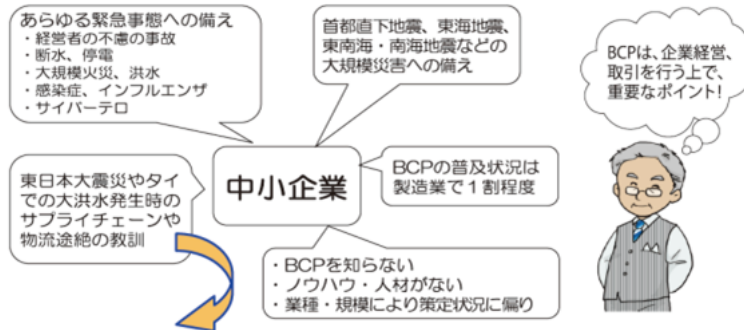 あらゆる緊急事態への備え
・経営者の不慮の事故
・断水、停電
・大規模火災、洪水
・感染症、インフルエンザ
・サイバーテロ
首都直下地震、東海地震、
東南海・南海地震などの
大規模災害への備え
BCPは、企業経営、
取引を行う上で、
重要なポイント！
東日本大震災やタイ
での大洪水発生時の
サプライチェーンや
物流途絶の教訓
中小企業
BCPの普及状況は
製造業で１割程度
・BCPを知らない
・ノウハウ・人材がない
・業種・規模により策定状況に偏り